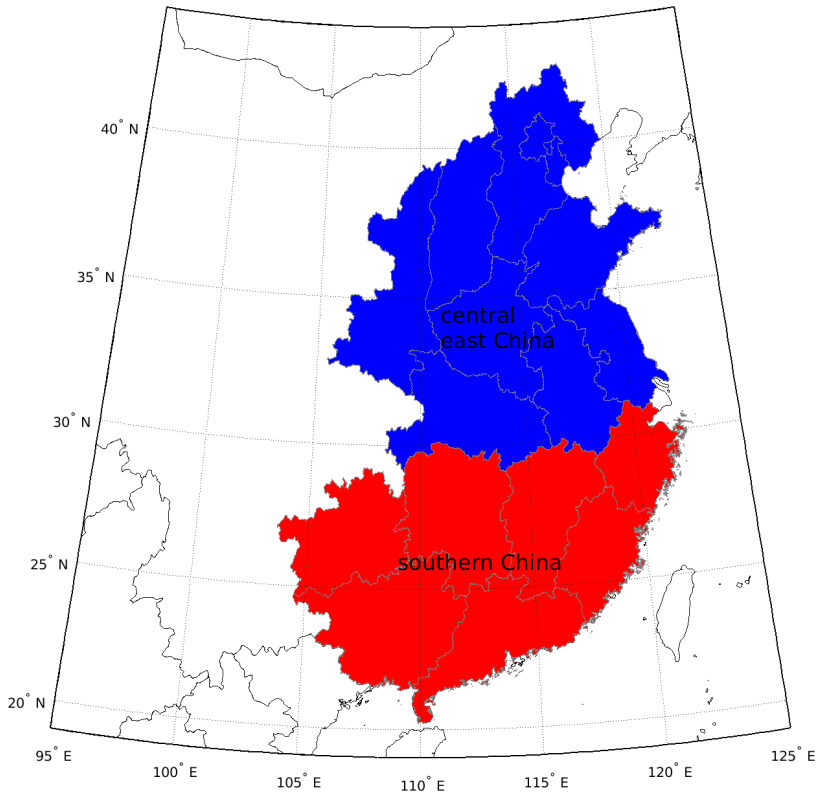 40° N
35° N
central
east China
30° N
southern China
25° N
20° N
95° E
100° E
105° E
110° E
115° E
120° E
125° E